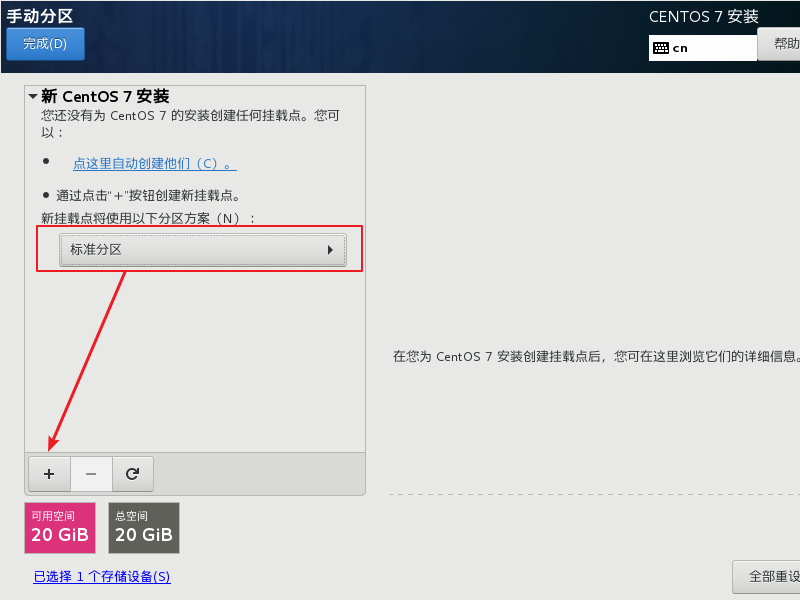 手动分区
CENTOS 7 安装
完成(D)
cn
帮助
新 CentOS 7 安装
您还没有为 CentOS 7 的安装创建任何挂载点。您可
以：
点这里自动创建他们（C）。
通过点击“+”按钮创建新挂载点。
新挂载点将使用以下分区方案（N）：
标准分区
在您为 CentOS 7 安装创建挂载点后，您可在这里浏览它们的详细信息。
可用空间
20 GiB
总空间
20 GiB
已选择 1 个存储设备(S)
全部重设